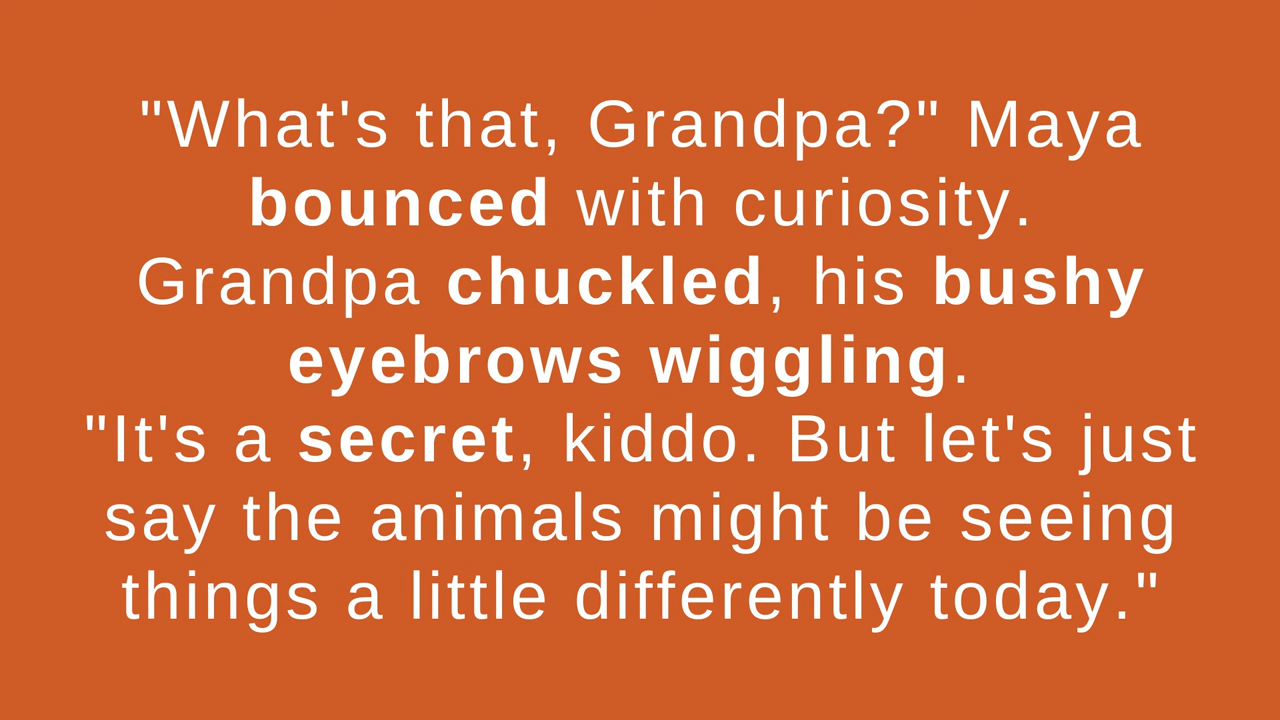 "What's that, Grandpa?" Maya
bounced with curiosity.
Grandpa chuckled, his bushy
eyebrows wiggling.
"It's a secret, kiddo. But let's just
say the animals might be seeing
things a little differently today."